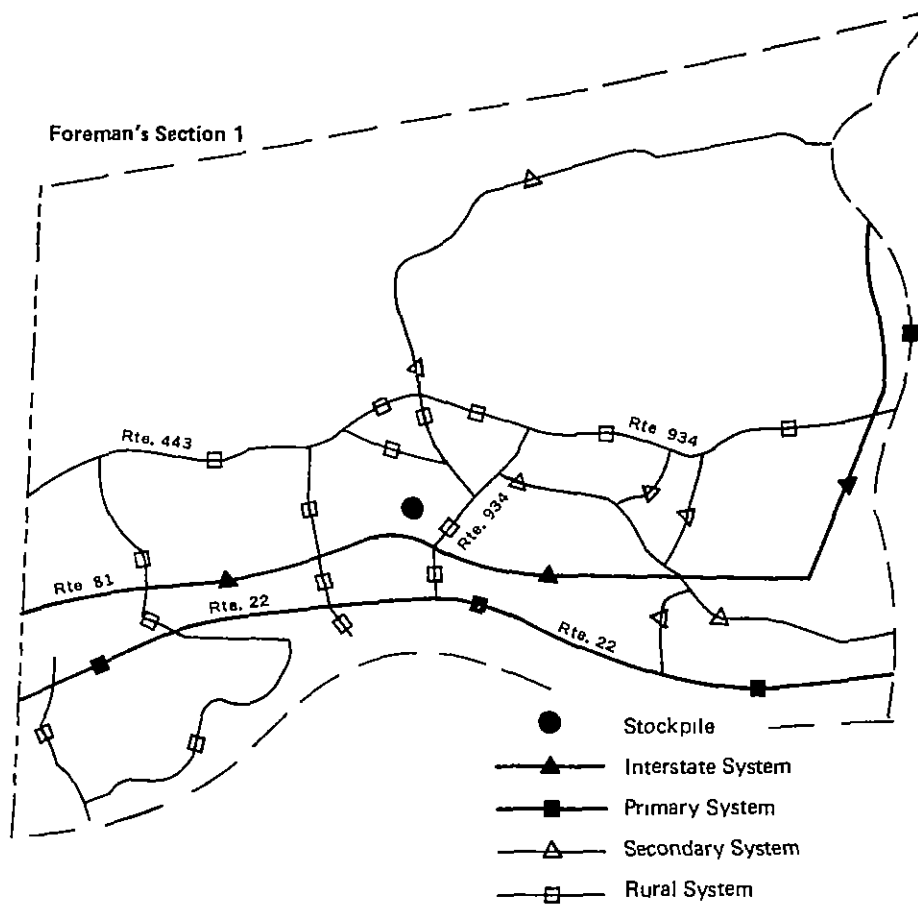 Foreman's Section 1
Rte. 443
Rte 934
Rte. 934
Rte. 81
Rte. 22
Rte. 22
Stockpile
Interstate System
Primary System
Secondary System
Rural System